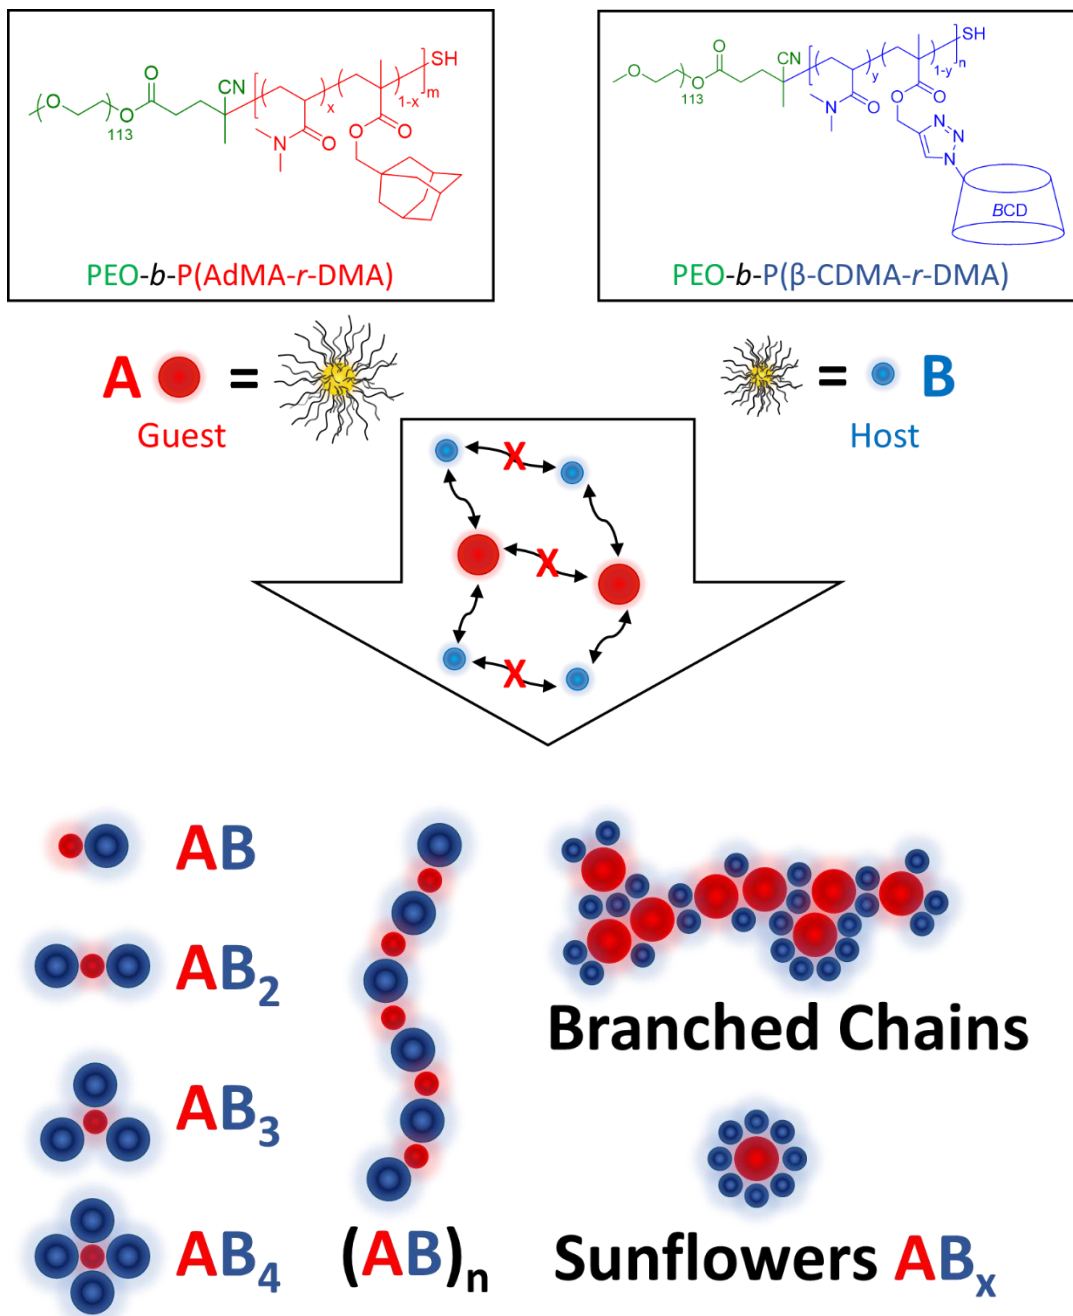 O
O
O
113
CN
x
1-x
m
SH
N
O
O
O
PEO-b-P(AdMA-r-DMA)
O
O
O
113
CN
y
1-y
n
SH
N
O
O
O
N
N
N
BCD
PEO-b-P(β-CDMA-r-DMA)
A =
Guest
= B
Host
X
X
X
AB
AB2
AB3
AB4
(AB)n
Branched Chains
Sunflowers ABx